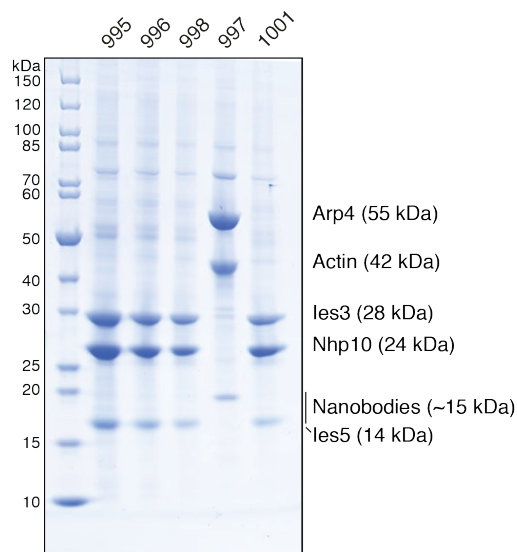 995 996 998 997 1001
kDa
150
120
100
85
70
60
50
40
30
25
20
15
10
Arp4 (55 kDa)
Actin (42 kDa)
Ies3 (28 kDa)
Nhp10 (24 kDa)
Nanobodies (~15 kDa)
Ies5 (14 kDa)